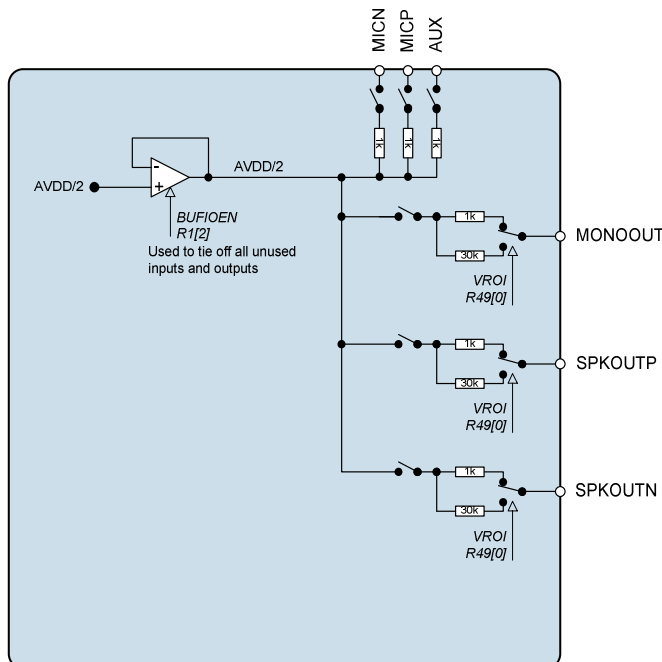 MICN
MICP
AUX
1k
1k
1k
AVDD/2
AVDD/2
-
+
BUFIOEN
R1[2]
Used to tie off all unused
inputs and outputs
1k
30k
MONOOUT
VROI
R49[0]
1k
30k
SPKOUTP
VROI
R49[0]
1k
30k
SPKOUTN
VROI
R49[0]